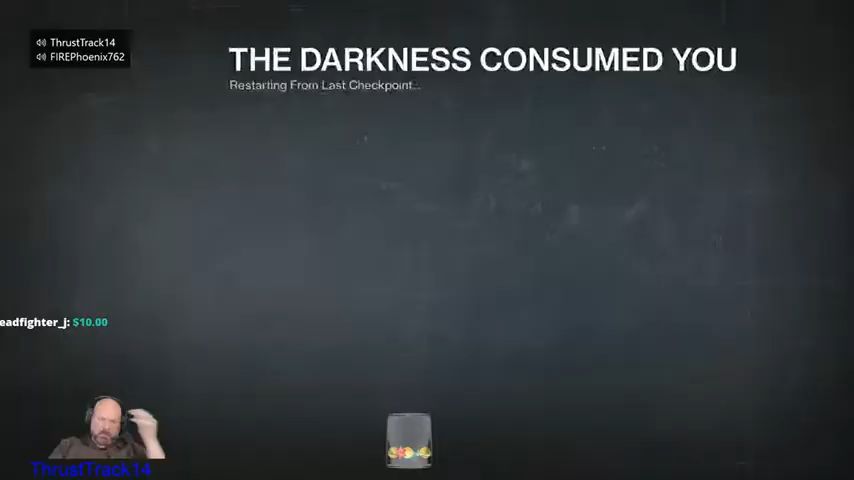 ThrustTrack14
FIREPhoenix762
THE DARKNESS CONSUMED YOU
Restarting From Last Checkpoint...
eadfighter_j: $10.00
ThrustTrack14